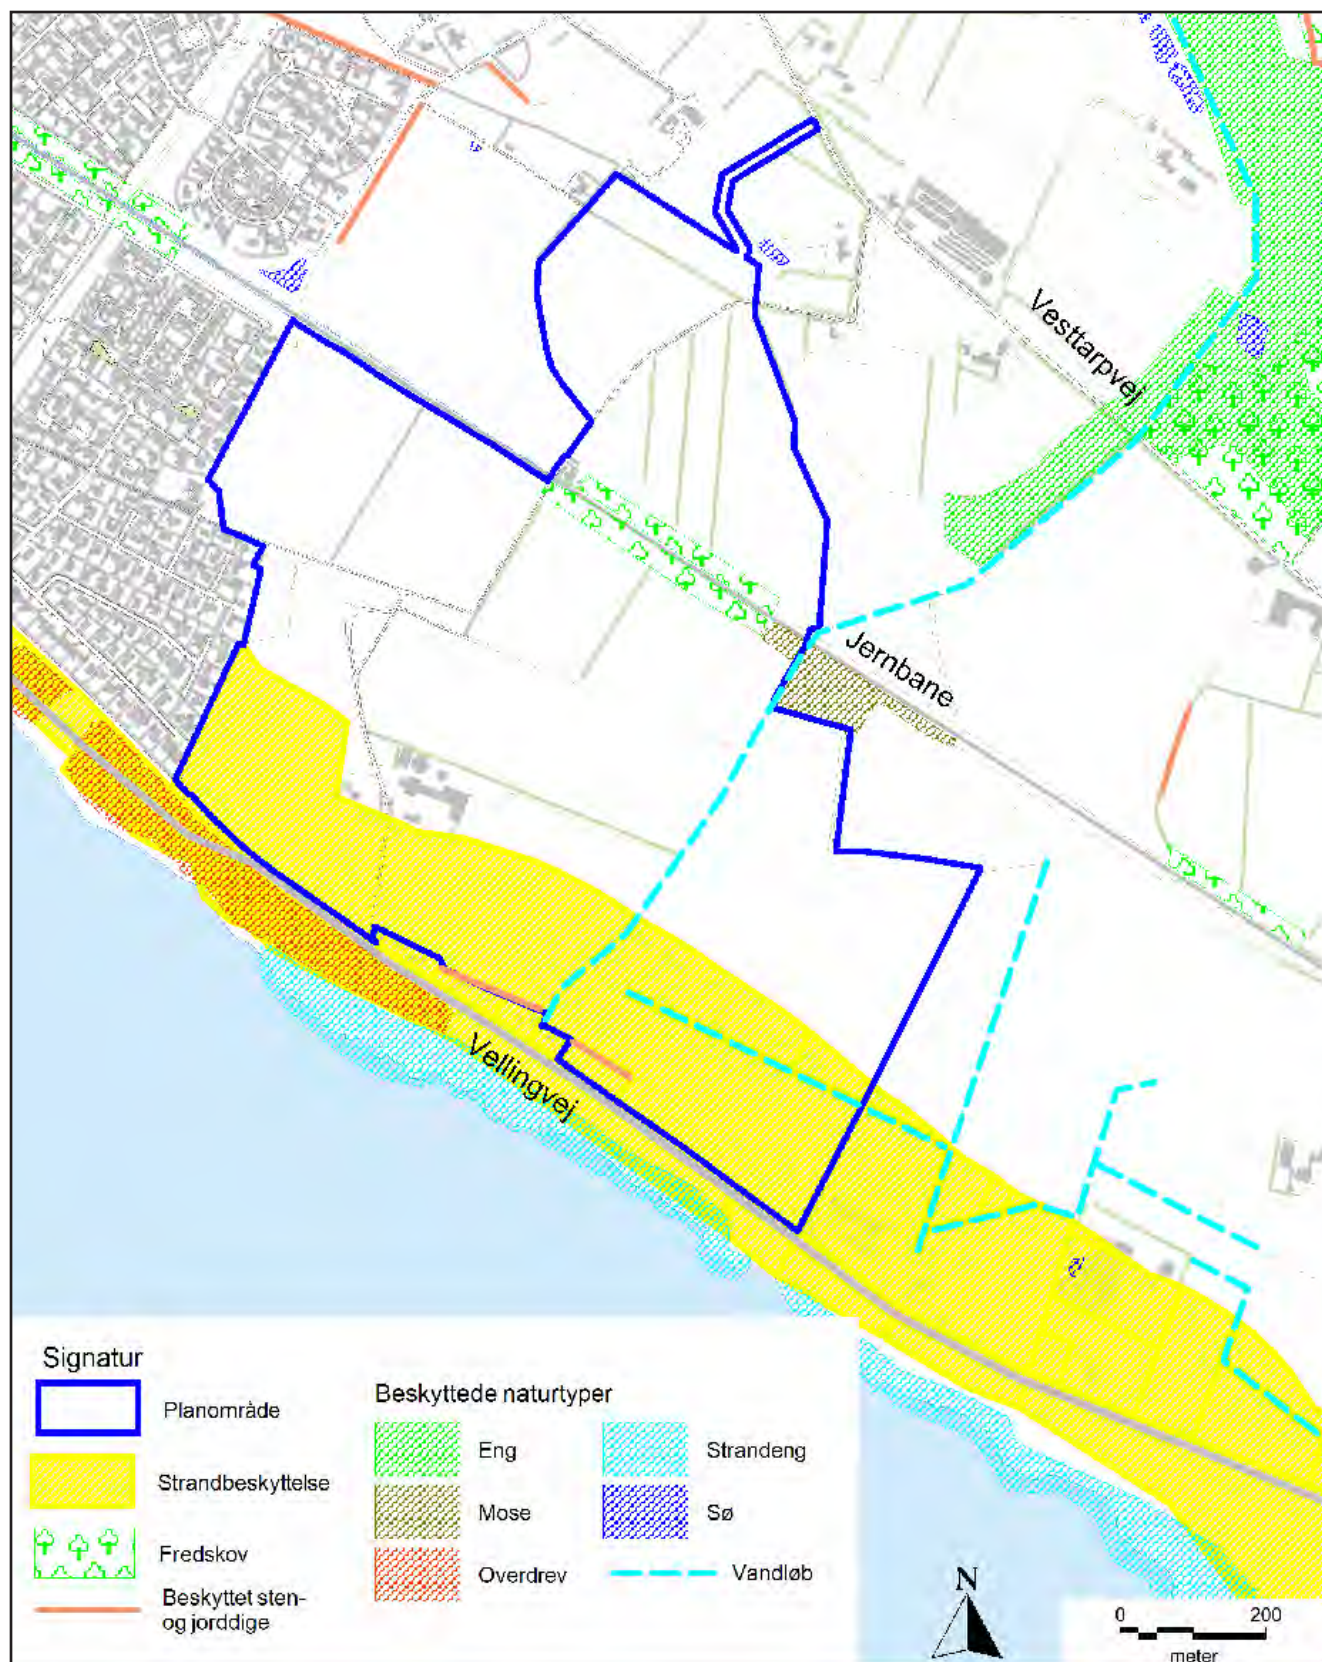 Vesttarpvej
Jernbane
Vellingvej
Signatur
Planområde
Strandbeskyttelse
Fredskov
Beskyttet sten-
og jorddige
Beskyttede naturtyper
Eng
Mose
Overdrev
Strandeng
Sø
Vandløb
N
0 200
meter